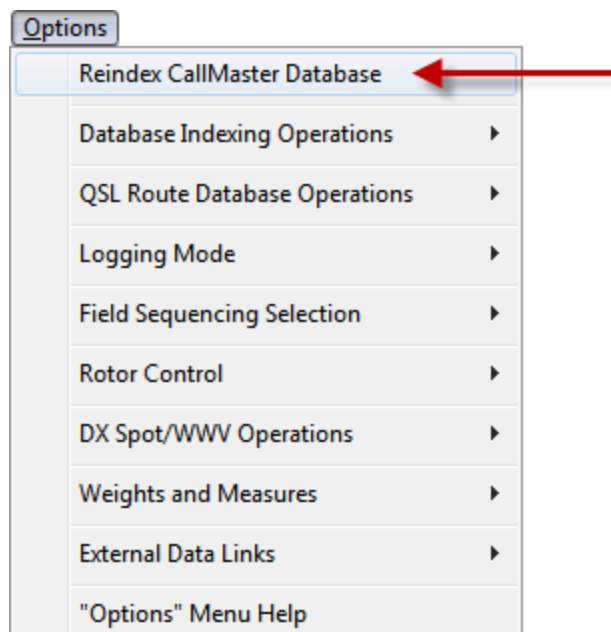 Options
Reindex CallMaster Database
Database Indexing Operations
QSL Route Database Operations
Logging Mode
Field Sequencing Selection
Rotor Control
DX Spot/WWV Operations
Weights and Measures
External Data Links
"Options" Menu Help